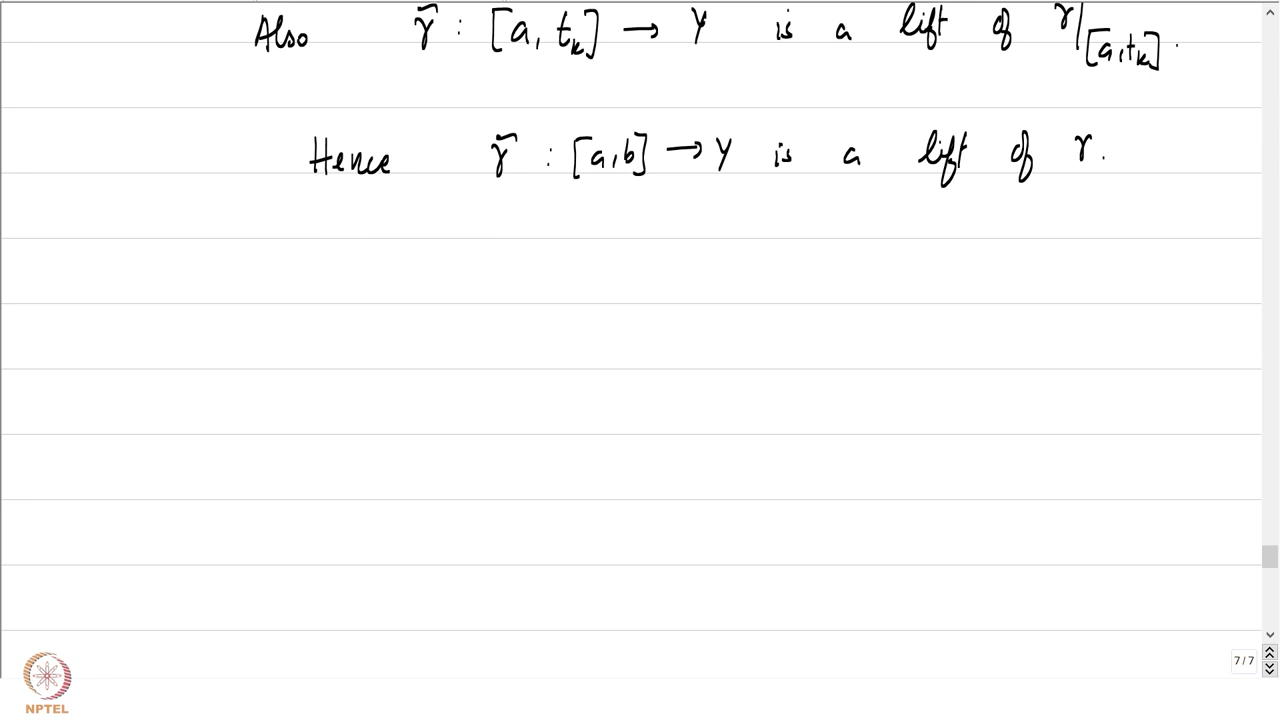 Also γ̃ : [a, t_k] → Y is a lift of γ|_[a,t_k].
Hence γ̃ : [a,b] → Y is a lift of γ.
7 / 7
NPTEL